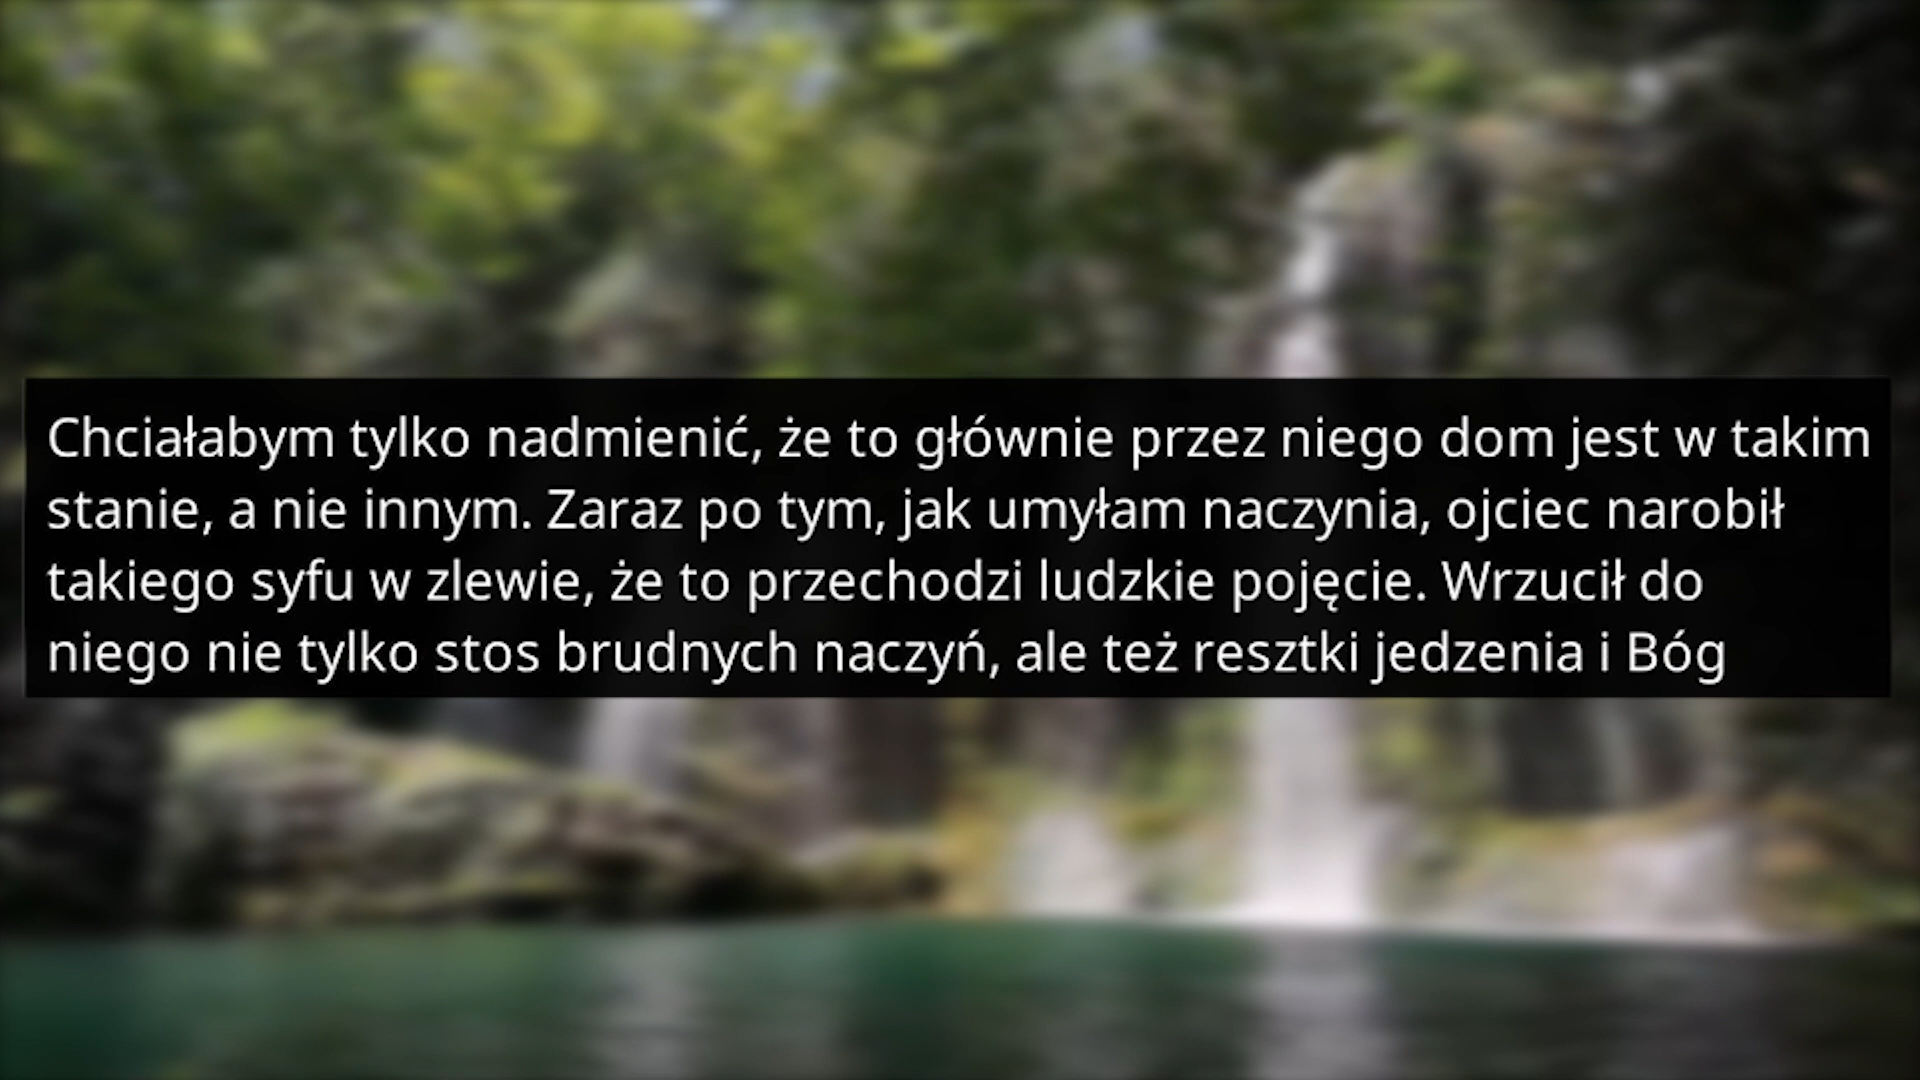 Chciałabym tylko nadmienić, że to głównie przez niego dom jest w takim
stanie, a nie innym. Zaraz po tym, jak umyłam naczynia, ojciec narobił
takiego syfu w zlewie, że to przechodzi ludzkie pojęcie. Wrzucił do
niego nie tylko stos brudnych naczyń, ale też resztki jedzenia i Bóg